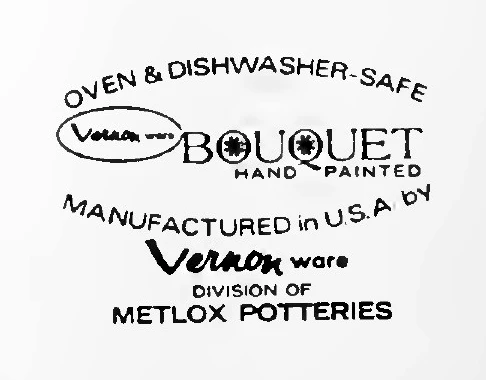 OVEN & DISHWASHER-SAFE
Vernon ware
BOUQUET
HAND PAINTED
MANUFACTURED in U.S.A. by
Vernon ware
DIVISION OF
METLOX POTTERIES